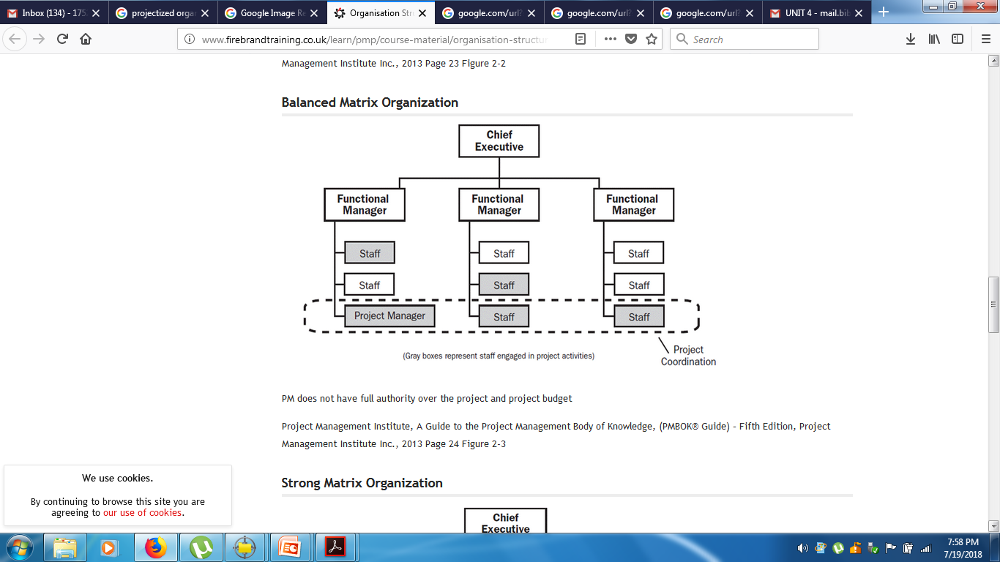 Inbox (134) - 175
projectized orga
Google Image Re
Organisation Str
google.com/url?
google.com/url?
google.com/url?
UNIT 4 - mail.bib
www.firebrandtraining.co.uk/learn/pmp/course-material/organisation-structur
Search
Management Institute Inc., 2013 Page 23 Figure 2-2
Balanced Matrix Organization
Chief
Executive
Functional
Manager
Functional
Manager
Functional
Manager
Staff
Staff
Staff
Staff
Staff
Staff
Project Manager
Staff
Staff
Project
Coordination
(Gray boxes represent staff engaged in project activities)
PM does not have full authority over the project and project budget
Project Management Institute, A Guide to the Project Management Body of Knowledge, (PMBOK® Guide) – Fifth Edition, Project
Management Institute Inc., 2013 Page 24 Figure 2-3
Strong Matrix Organization
Chief
Executive
We use cookies.
By continuing to browse this site you are
agreeing to our use of cookies.
7:58 PM
7/19/2018